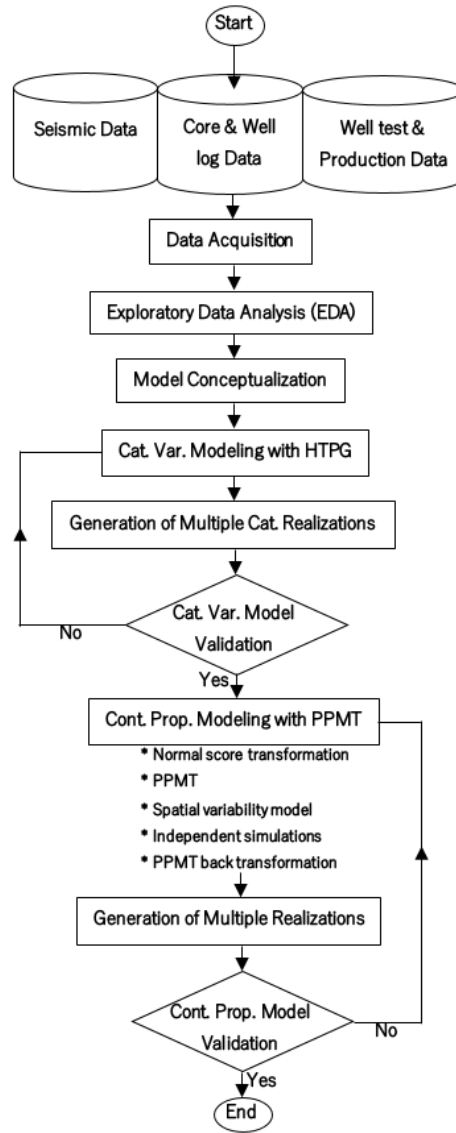 Start
Seismic Data
Core & Well
log Data
Well test &
Production Data
Data Acquisition
Exploratory Data Analysis (EDA)
Model Conceptualization
Cat. Var. Modeling with HTPG
Generation of Multiple Cat. Realizations
Cat. Var. Model
Validation
No
Yes
Cont. Prop. Modeling with PPMT
* Normal score transformation
* PPMT
* Spatial variability model
* Independent simulations
* PPMT back transformation
Generation of Multiple Realizations
Cont. Prop. Model
Validation
No
Yes
End